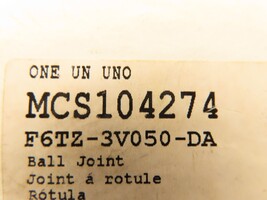 ONE UN UNO
MCS104274
F6TZ-3V050-DA
Ball Joint
Joint á rotule
Rótula